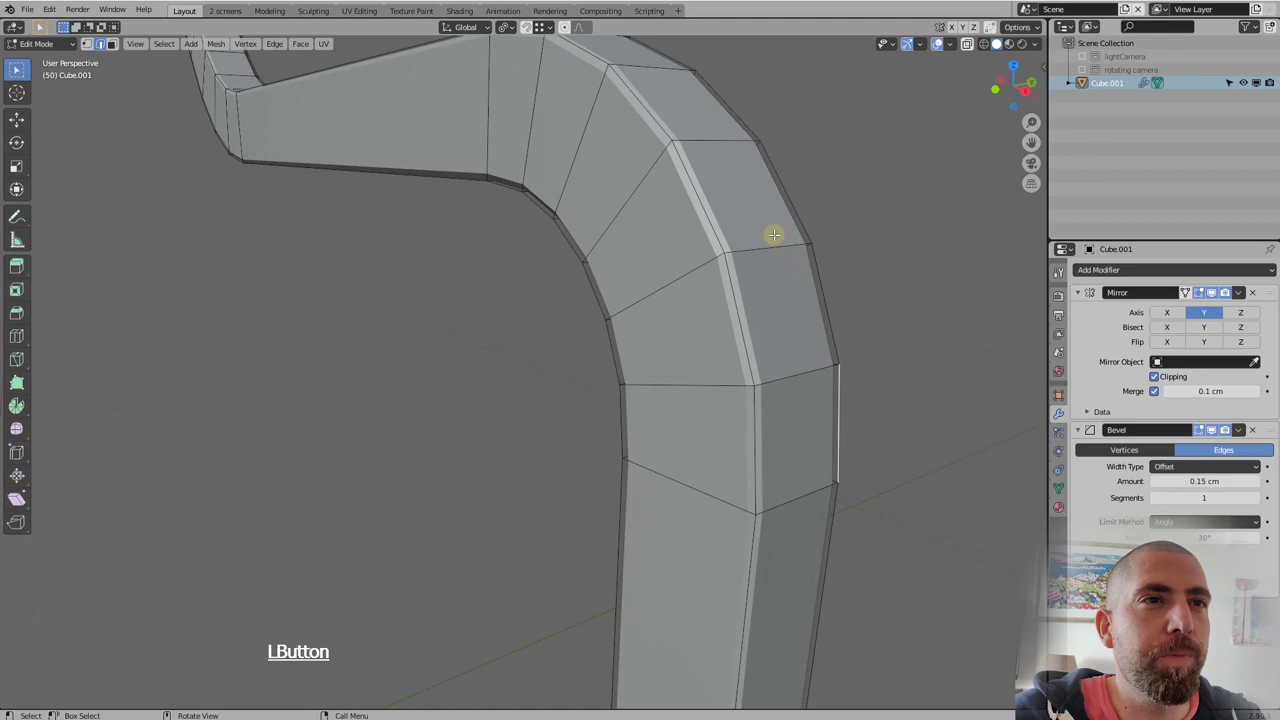 File Edit Render Window Help Layout 2 screens Modeling Sculpting UV Editing Texture Paint Shading Animation Rendering Compositing Scripting + Scene View Layer
Global X Y Z Options
Edit Mode View Select Add Mesh Vertex Edge Face UV
User Perspective
(50) Cube.001
Z
Y
X
Scene Collection
lightCamera
rotating camera
Cube.001
Cube.001
Add Modifier
Mirror
Axis X Y Z
Bisect X Y Z
Flip X Y Z
Mirror Object
Clipping
Merge 0.1 cm
Data
Bevel
Vertices Edges
Width Type Offset
Amount 0.15 cm
Segments 1
Limit Method Angle
30°
LButton
Select Box Select Rotate View Call Menu